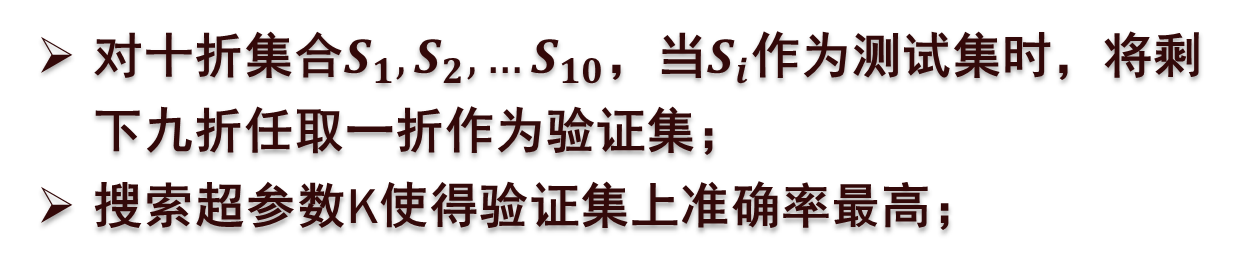 ➢ 对十折集合S₁, S₂, … S₁₀，当Sᵢ作为测试集时，将剩
下九折任取一折作为验证集；
➢ 搜索超参数K使得验证集上准确率最高；